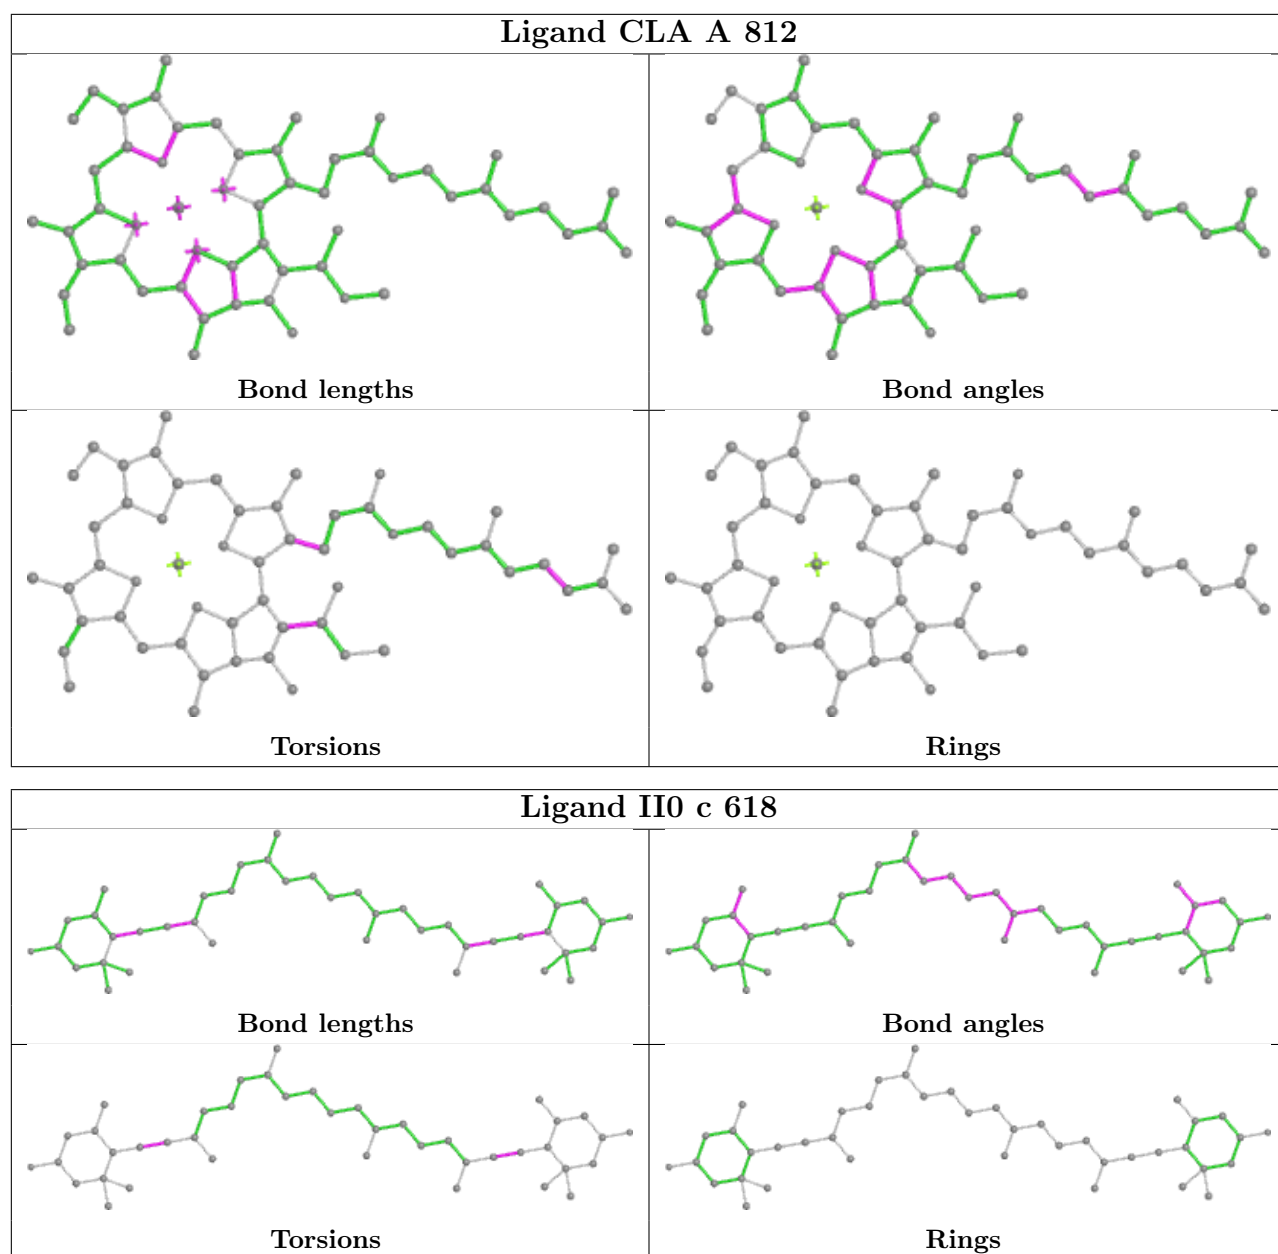 Ligand CLA A 812
Bond lengths
Bond angles
Torsions
Rings
Ligand II0 c 618
Bond lengths
Bond angles
Torsions
Rings